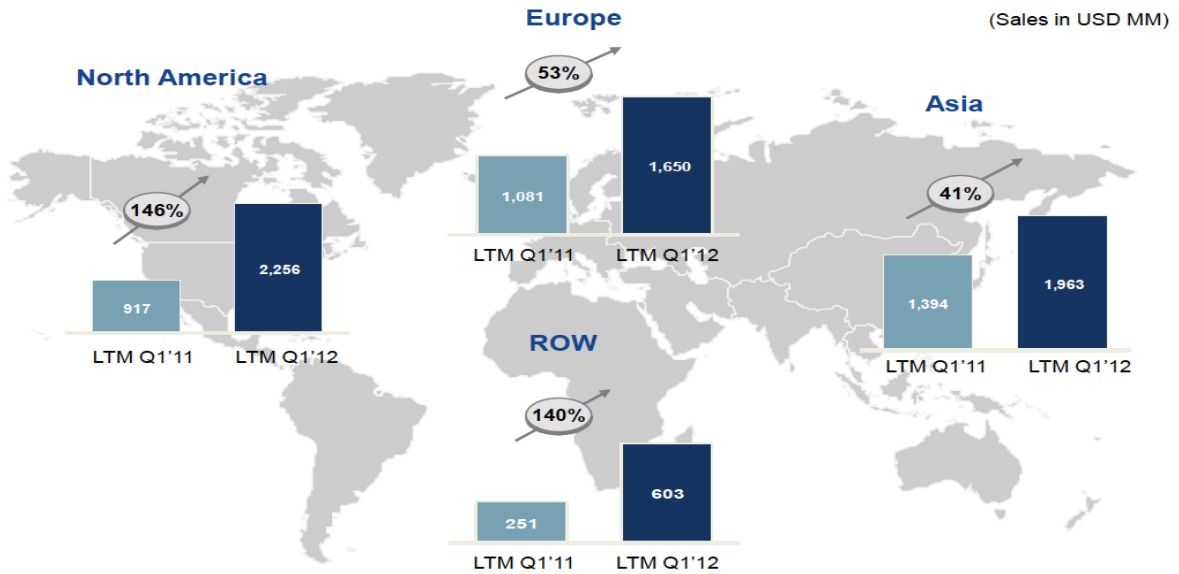 Europe
(Sales in USD MM)
53%
1,081
1,650
LTM Q1’11
LTM Q1’12
North America
146%
917
2,256
LTM Q1’11
LTM Q1’12
Asia
41%
1,394
1,963
LTM Q1’11
LTM Q1’12
ROW
140%
251
603
LTM Q1’11
LTM Q1’12